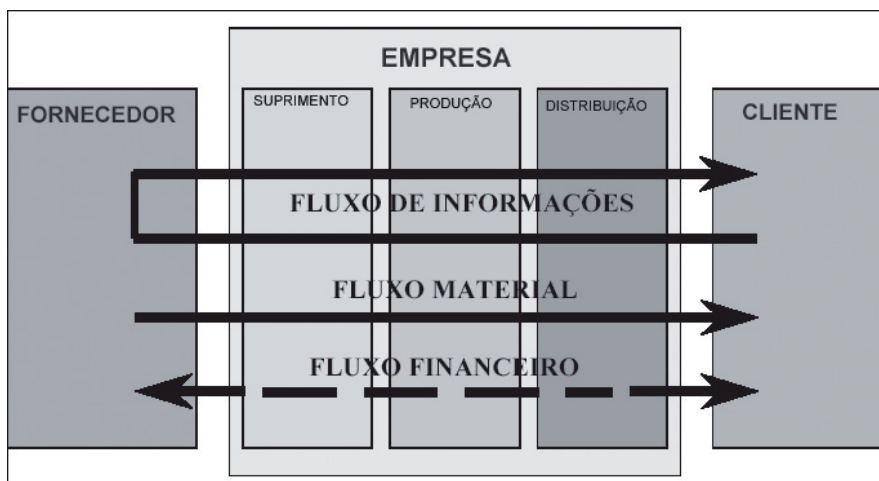 EMPRESA
FORNECEDOR
SUPRIMENTO
PRODUÇÃO
DISTRIBUIÇÃO
CLIENTE
FLUXO DE INFORMAÇÕES
FLUXO MATERIAL
FLUXO FINANCEIRO